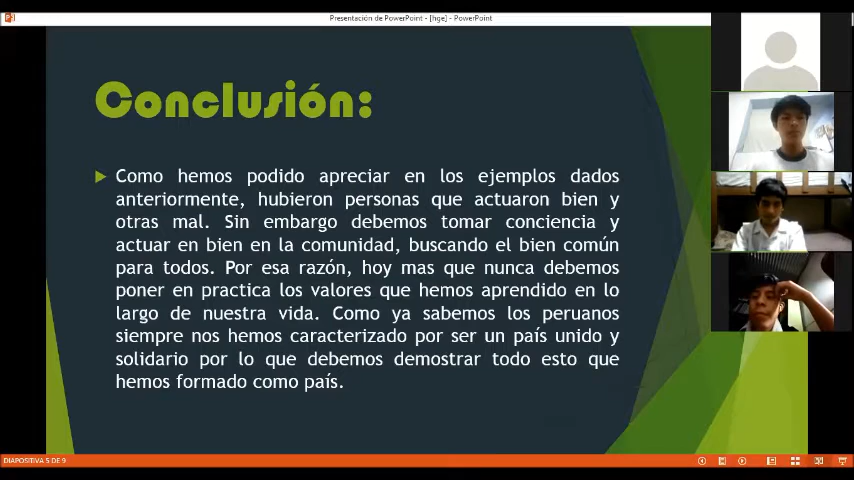 Presentación de PowerPoint - [hge] - PowerPoint
Conclusión:
Como hemos podido apreciar en los ejemplos dados
anteriormente, hubieron personas que actuaron bien y
otras mal. Sin embargo debemos tomar conciencia y
actuar en bien en la comunidad, buscando el bien común
para todos. Por esa razón, hoy mas que nunca debemos
poner en practica los valores que hemos aprendido en lo
largo de nuestra vida. Como ya sabemos los peruanos
siempre nos hemos caracterizado por ser un país unido y
solidario por lo que debemos demostrar todo esto que
hemos formado como país.
DIAPOSITIVA 5 DE 9